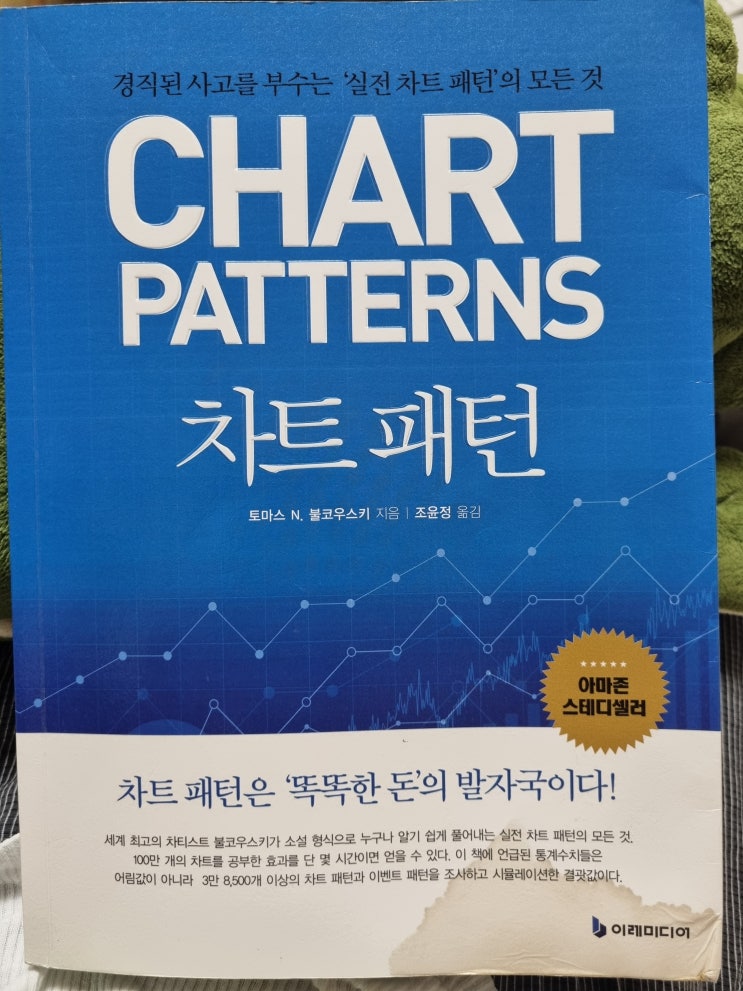 경직된 사고를 부수는 '실전 차트 패턴'의 모든 것
CHART
PATTERNS
차트 패턴
토마스 N. 불코우스키 지음 | 조윤정 옮김
★★★★★
아마존
스테디셀러
차트 패턴은 '똑똑한 돈'의 발자국이다!
세계 최고의 차티스트 불코우스키가 소설 형식으로 누구나 알기 쉽게 풀어내는 실전 차트 패턴의 모든 것.
100만 개의 차트를 공부한 효과를 단 몇 시간이면 얻을 수 있다. 이 책에 언급된 통계수치들은
어림값이 아니라 3만 8,500개 이상의 차트 패턴과 이벤트 패턴을 조사하고 시뮬레이션한 결괏값이다.
이레미디어